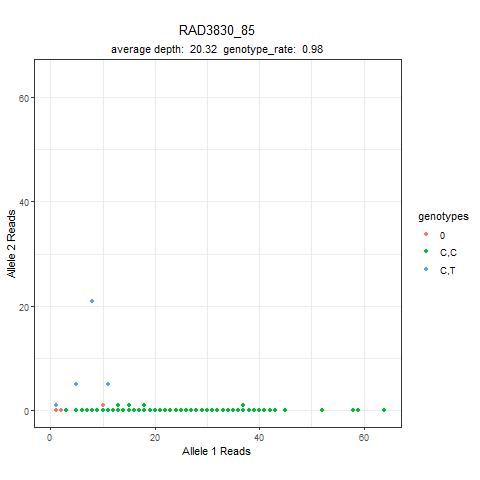 RAD3830_85
average depth:  20.32  genotype_rate:  0.98
60
40
20
0
Allele 2 Reads
0
20
40
60
Allele 1 Reads
genotypes
0
C,C
C,T